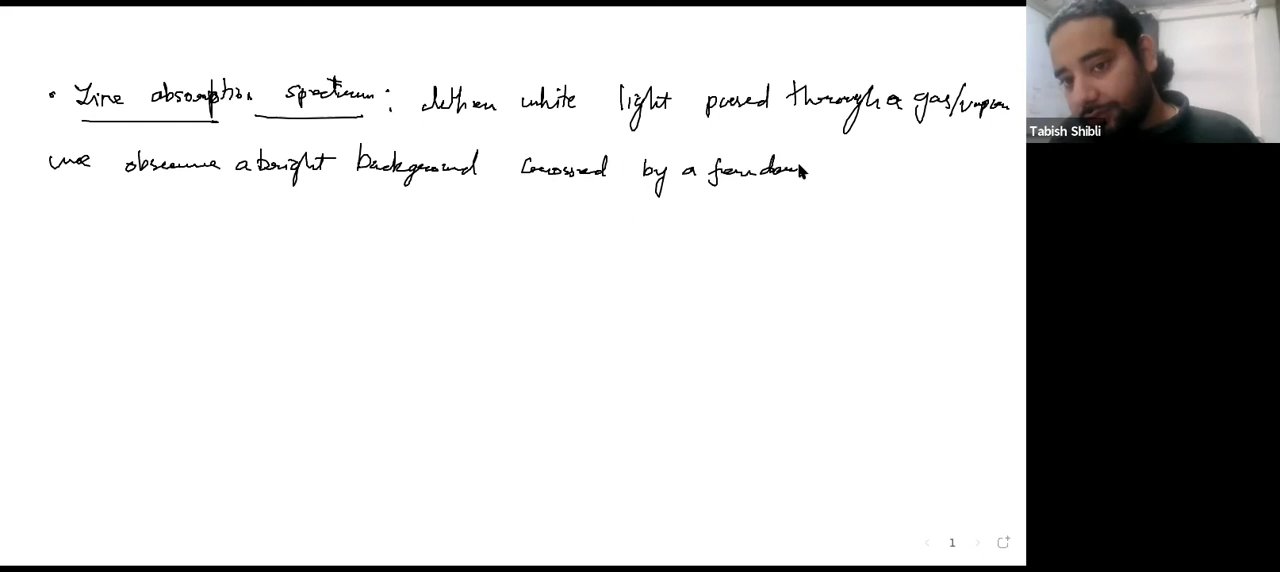 • Line absorption spectrum : When white light passed through a gas/vapour
we observe a bright background crossed by a few dark
Tabish Shibli
1